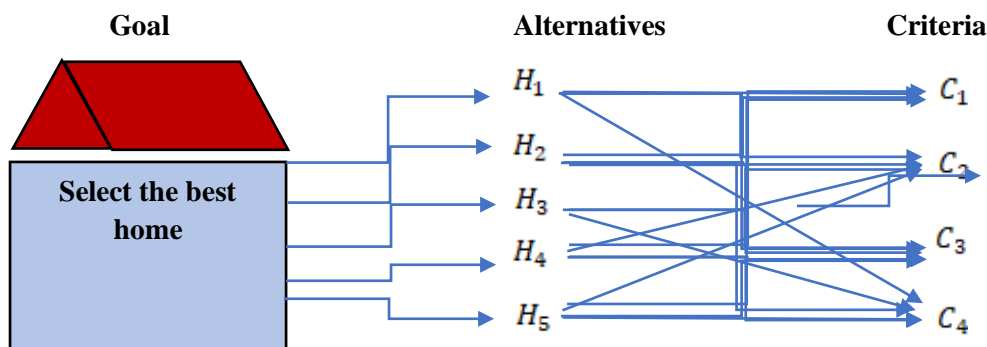 Goal
Alternatives
Criteria
Select the best
home
H₁
H₂
H₃
H₄
H₅
C₁
C₂
C₃
C₄